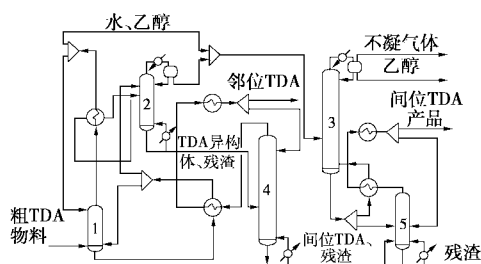 水、乙醇
不凝气体
乙醇
邻位TDA
间位TDA
产品
2
3
TDA异构
体、残渣
4
粗TDA
物料
1
5
间位TDA、
残渣
残渣